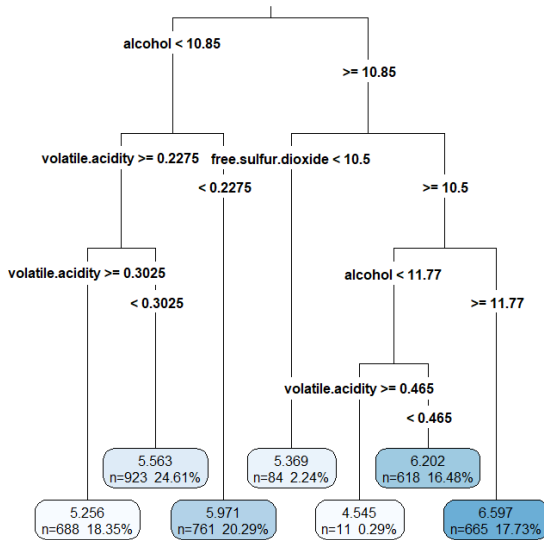 alcohol < 10.85
>= 10.85
volatile.acidity >= 0.2275
free.sulfur.dioxide < 10.5
< 0.2275
>= 10.5
volatile.acidity >= 0.3025
alcohol < 11.77
< 0.3025
>= 11.77
volatile.acidity >= 0.465
< 0.465
5.563
n=923 24.61%
5.369
n=84 2.24%
6.202
n=618 16.48%
5.256
n=688 18.35%
5.971
n=761 20.29%
4.545
n=11 0.29%
6.597
n=665 17.73%